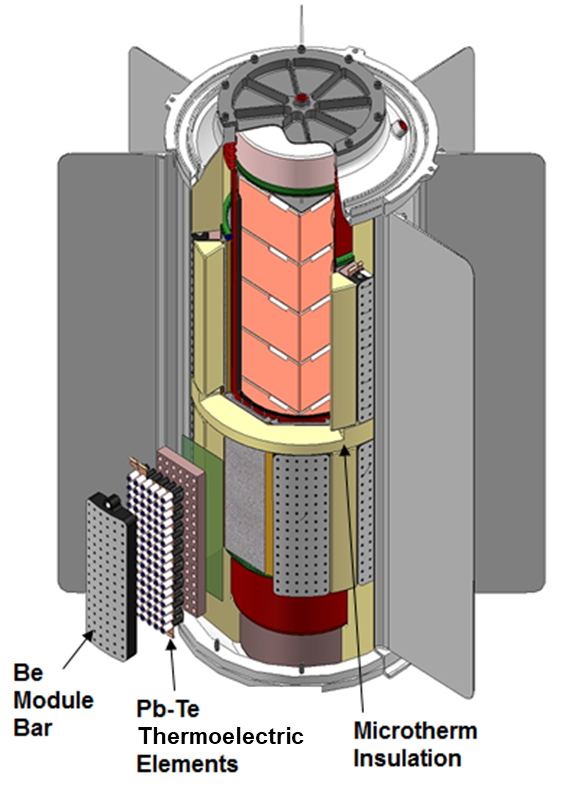 Be
Module
Bar
Pb-Te
Thermoelectric
Elements
Microtherm
Insulation